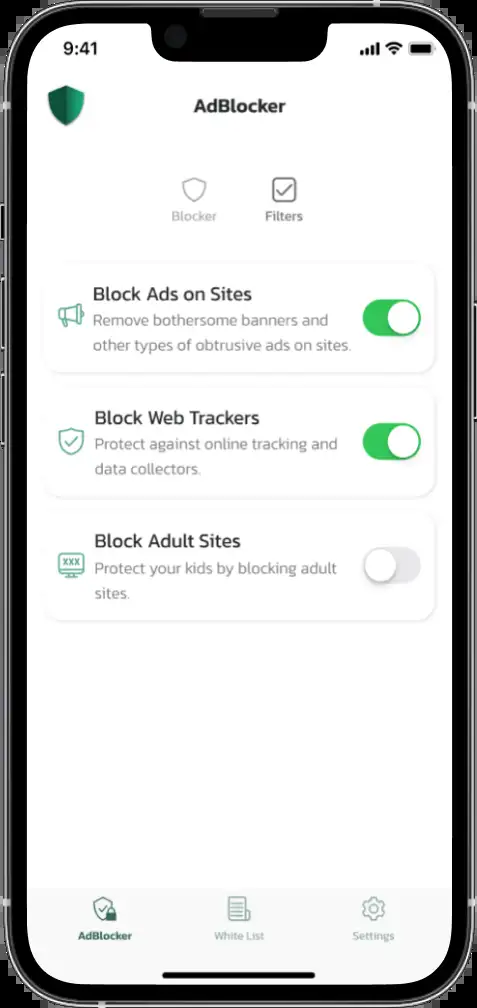 9:41
AdBlocker
Blocker
Filters
Block Ads on Sites
Remove bothersome banners and
other types of obtrusive ads on sites.
Block Web Trackers
Protect against online tracking and
data collectors.
XXX
Block Adult Sites
Protect your kids by blocking adult
sites.
AdBlocker
White List
Settings